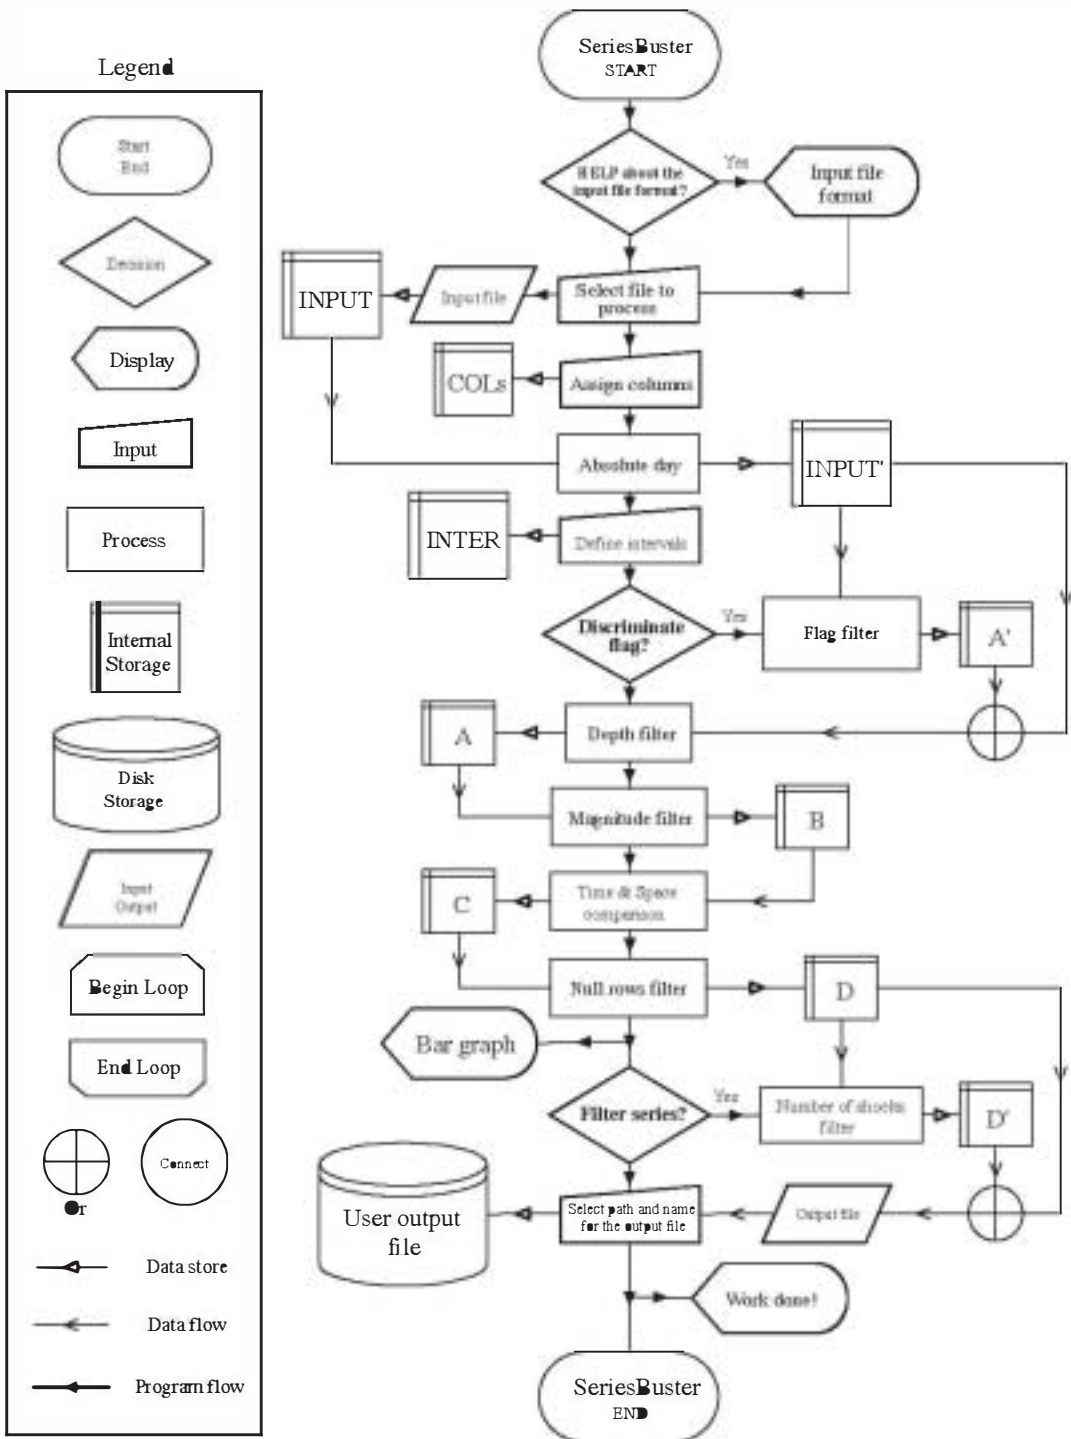 Legend
Start
End
Decision
Display
Input
Process
Internal
Storage
Disk
Storage
Input
Output
Begin Loop
End Loop
Or
Connect
Data store
Data flow
Program flow
SeriesBuster
START
HELP about the
input file format?
Yes
Input file
format
Select file to
process
Input file
INPUT
Assign columns
COLs
Absolute day
INPUT'
Define intervals
INTER
Discriminate
flag?
Yes
Flag filter
A'
Depth filter
A
Magnitude filter
B
Time & Space
comparison
C
Null rows filter
D
Bar graph
Filter series?
Yes
Number of shocks
filter
D'
Output file
Select path and name
for the output file
User output
file
Work done!
SeriesBuster
END